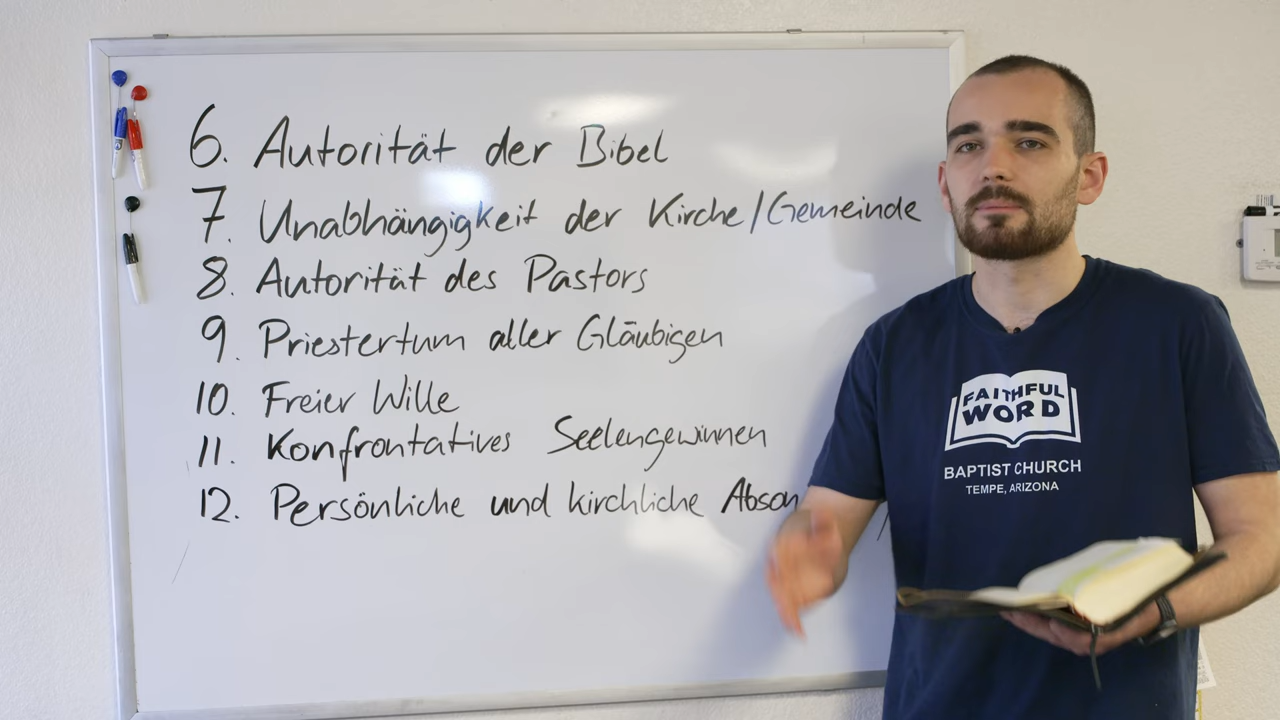 6. Autorität der Bibel
7. Unabhängigkeit der Kirche/Gemeinde
8. Autorität des Pastors
9. Priestertum aller Gläubigen
10. Freier Wille
11. Konfrontatives Seelengewinnen
12. Persönliche und kirchliche
FAITHFUL
WORD
BAPTIST CHURCH
TEMPE, ARIZONA